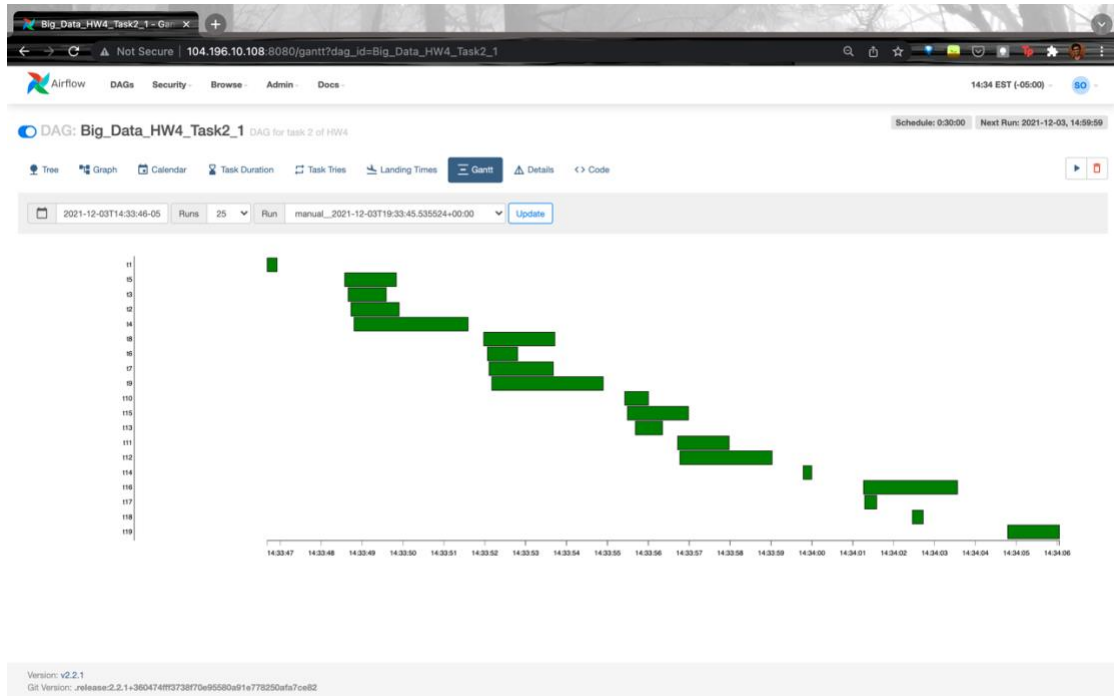 Big_Data_HW4_Task2_1 - Gan
Not Secure | 104.196.10.108:8080/gantt?dag_id=Big_Data_HW4_Task2_1
Airflow DAGs Security Browse Admin Docs 14:34 EST (-05:00) SO
DAG: Big_Data_HW4_Task2_1 DAG for task 2 of HW4 Schedule: 0:30:00 Next Run: 2021-12-03, 14:59:59
Tree Graph Calendar Task Duration Task Tries Landing Times Gantt Details <> Code
2021-12-03T14:33:46-05 Runs 25 Run manual__2021-12-03T19:33:45.535524+00:00 Update
t1
t5
t3
t2
t4
t8
t6
t7
t9
t10
t15
t13
t11
t12
t14
t16
t17
t18
t19
14:33:47 14:33:48 14:33:49 14:33:50 14:33:51 14:33:52 14:33:53 14:33:54 14:33:55 14:33:56 14:33:57 14:33:58 14:33:59 14:34:00 14:34:01 14:34:02 14:34:03 14:34:04 14:34:05 14:34:06
Version: v2.2.1
Git Version: .release:2.2.1+360474fff3738f70e95580a91e778250afa7ce82